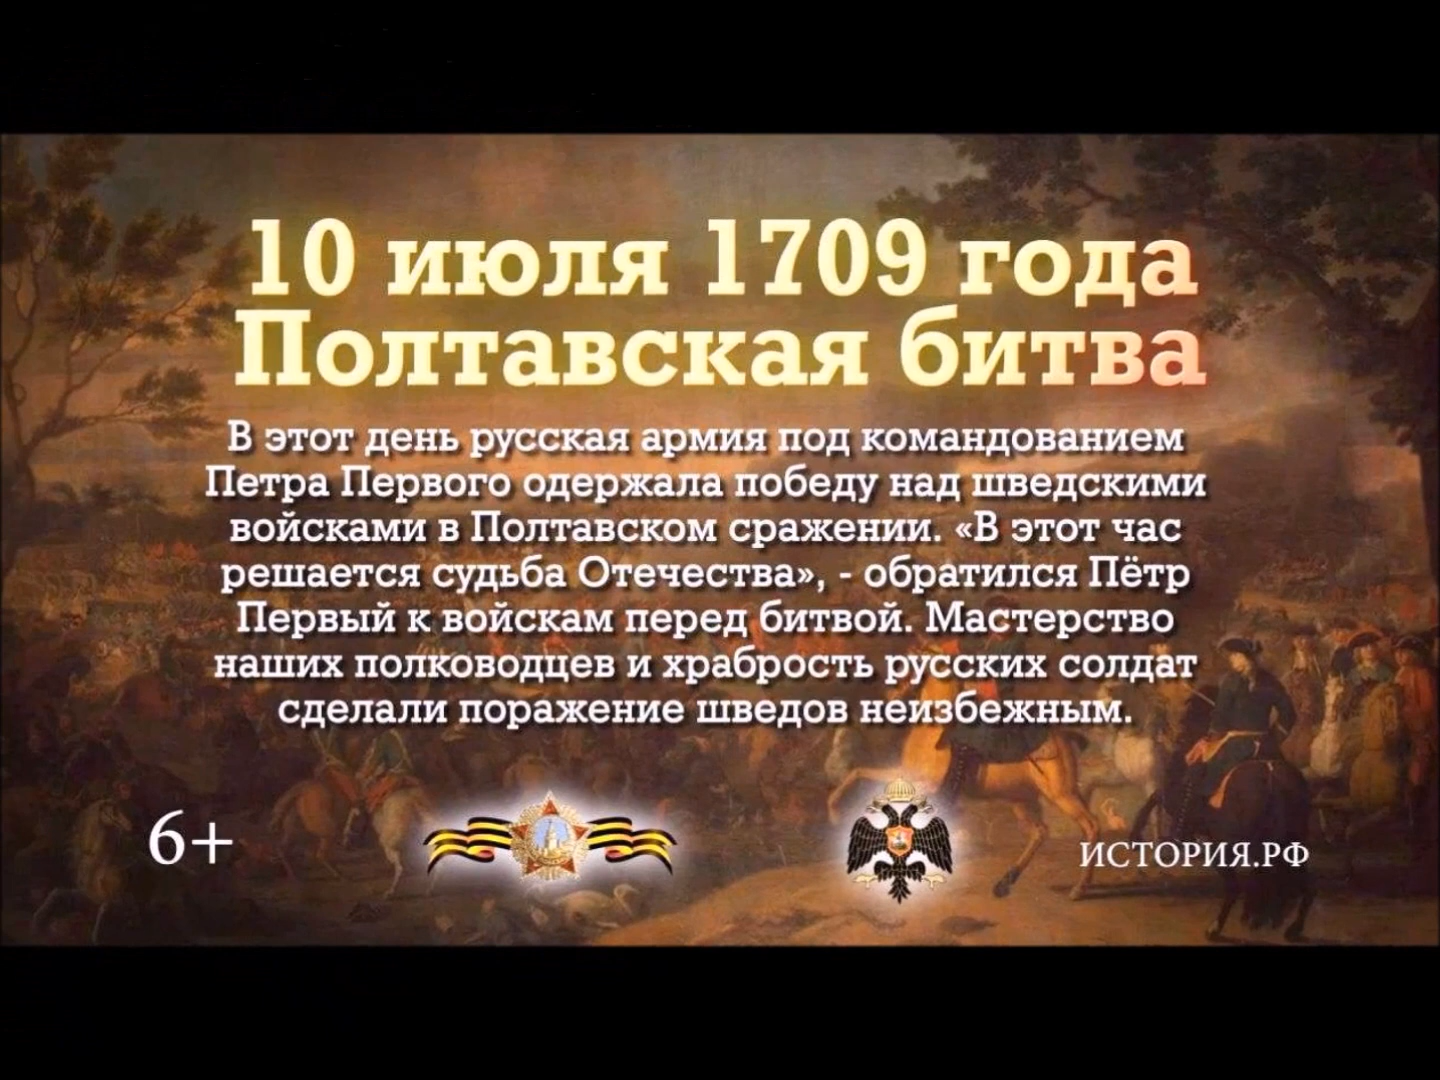 10 июля 1709 года
Полтавская битва
В этот день русская армия под командованием
Петра Первого одержала победу над шведскими
войсками в Полтавском сражении. «В этот час
решается судьба Отечества», - обратился Пётр
Первый к войскам перед битвой. Мастерство
наших полководцев и храбрость русских солдат
сделали поражение шведов неизбежным.
6+
ИСТОРИЯ.РФ